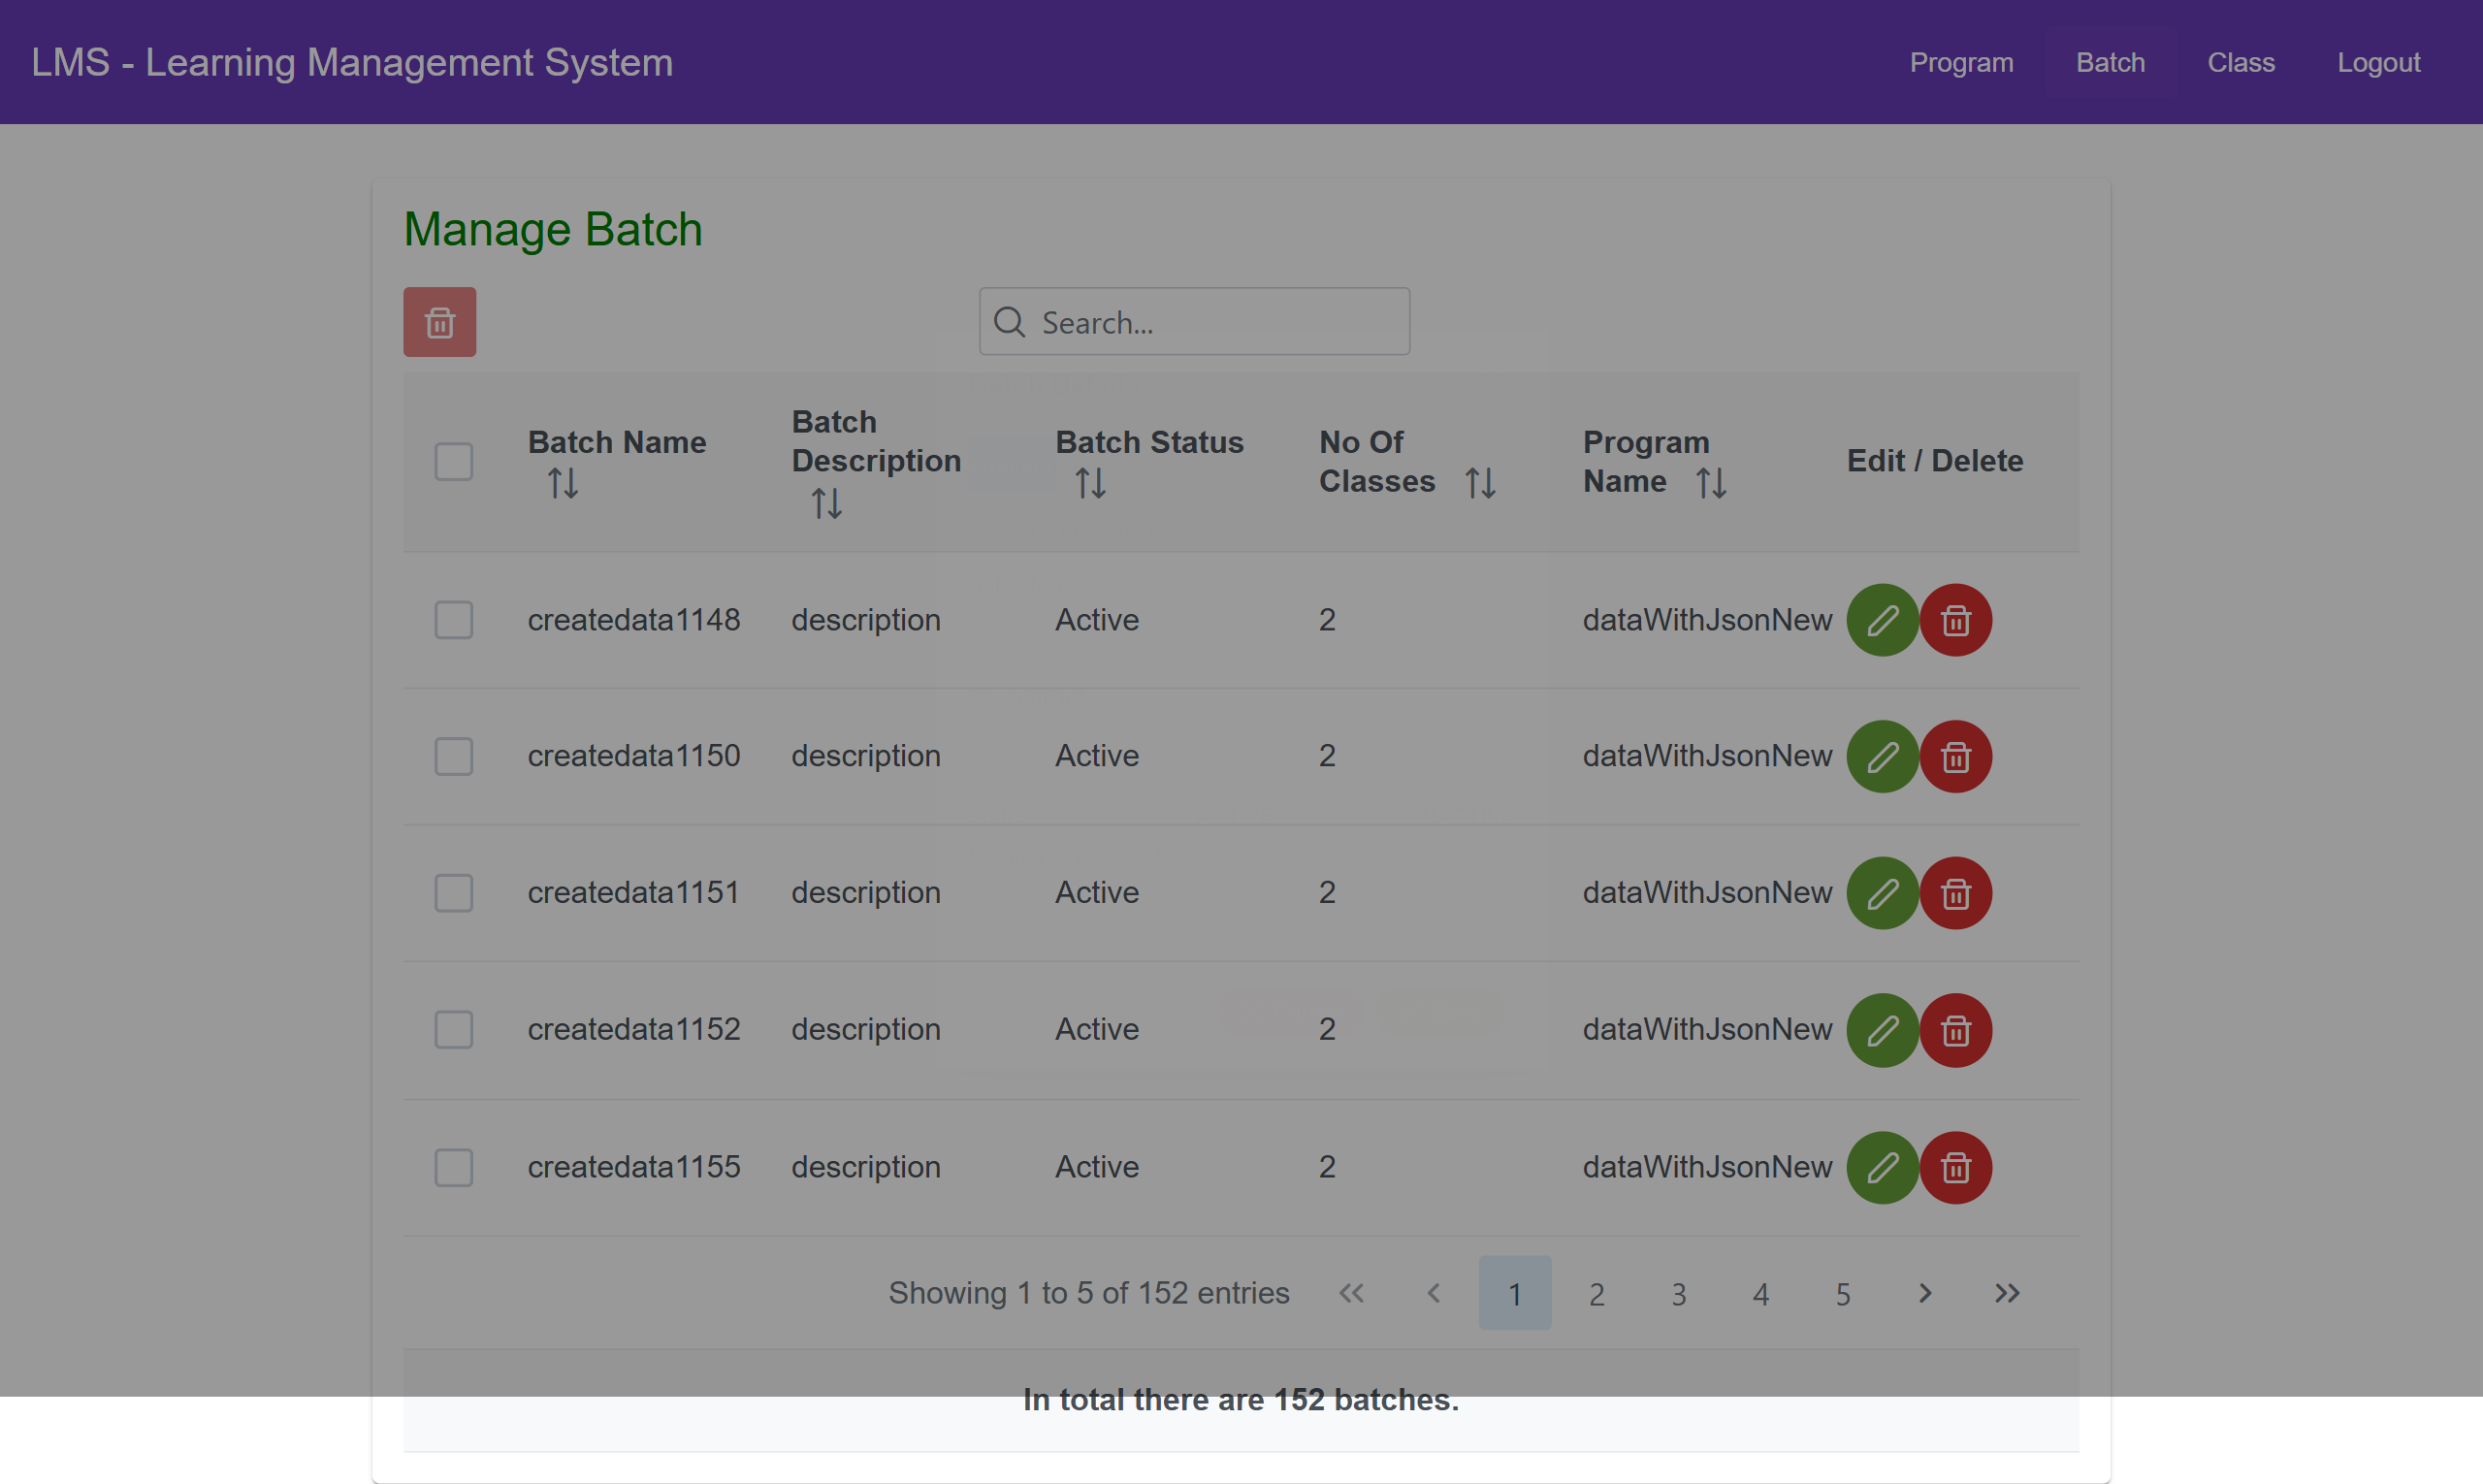 LMS - Learning Management System
Program Batch Class Logout
Manage Batch
Search...
Batch Name Batch Description Batch Status No Of Classes Program Name Edit / Delete
createdata1148 description Active 2 dataWithJsonNew
createdata1150 description Active 2 dataWithJsonNew
createdata1151 description Active 2 dataWithJsonNew
createdata1152 description Active 2 dataWithJsonNew
createdata1155 description Active 2 dataWithJsonNew
Showing 1 to 5 of 152 entries 1 2 3 4 5
In total there are 152 batches.